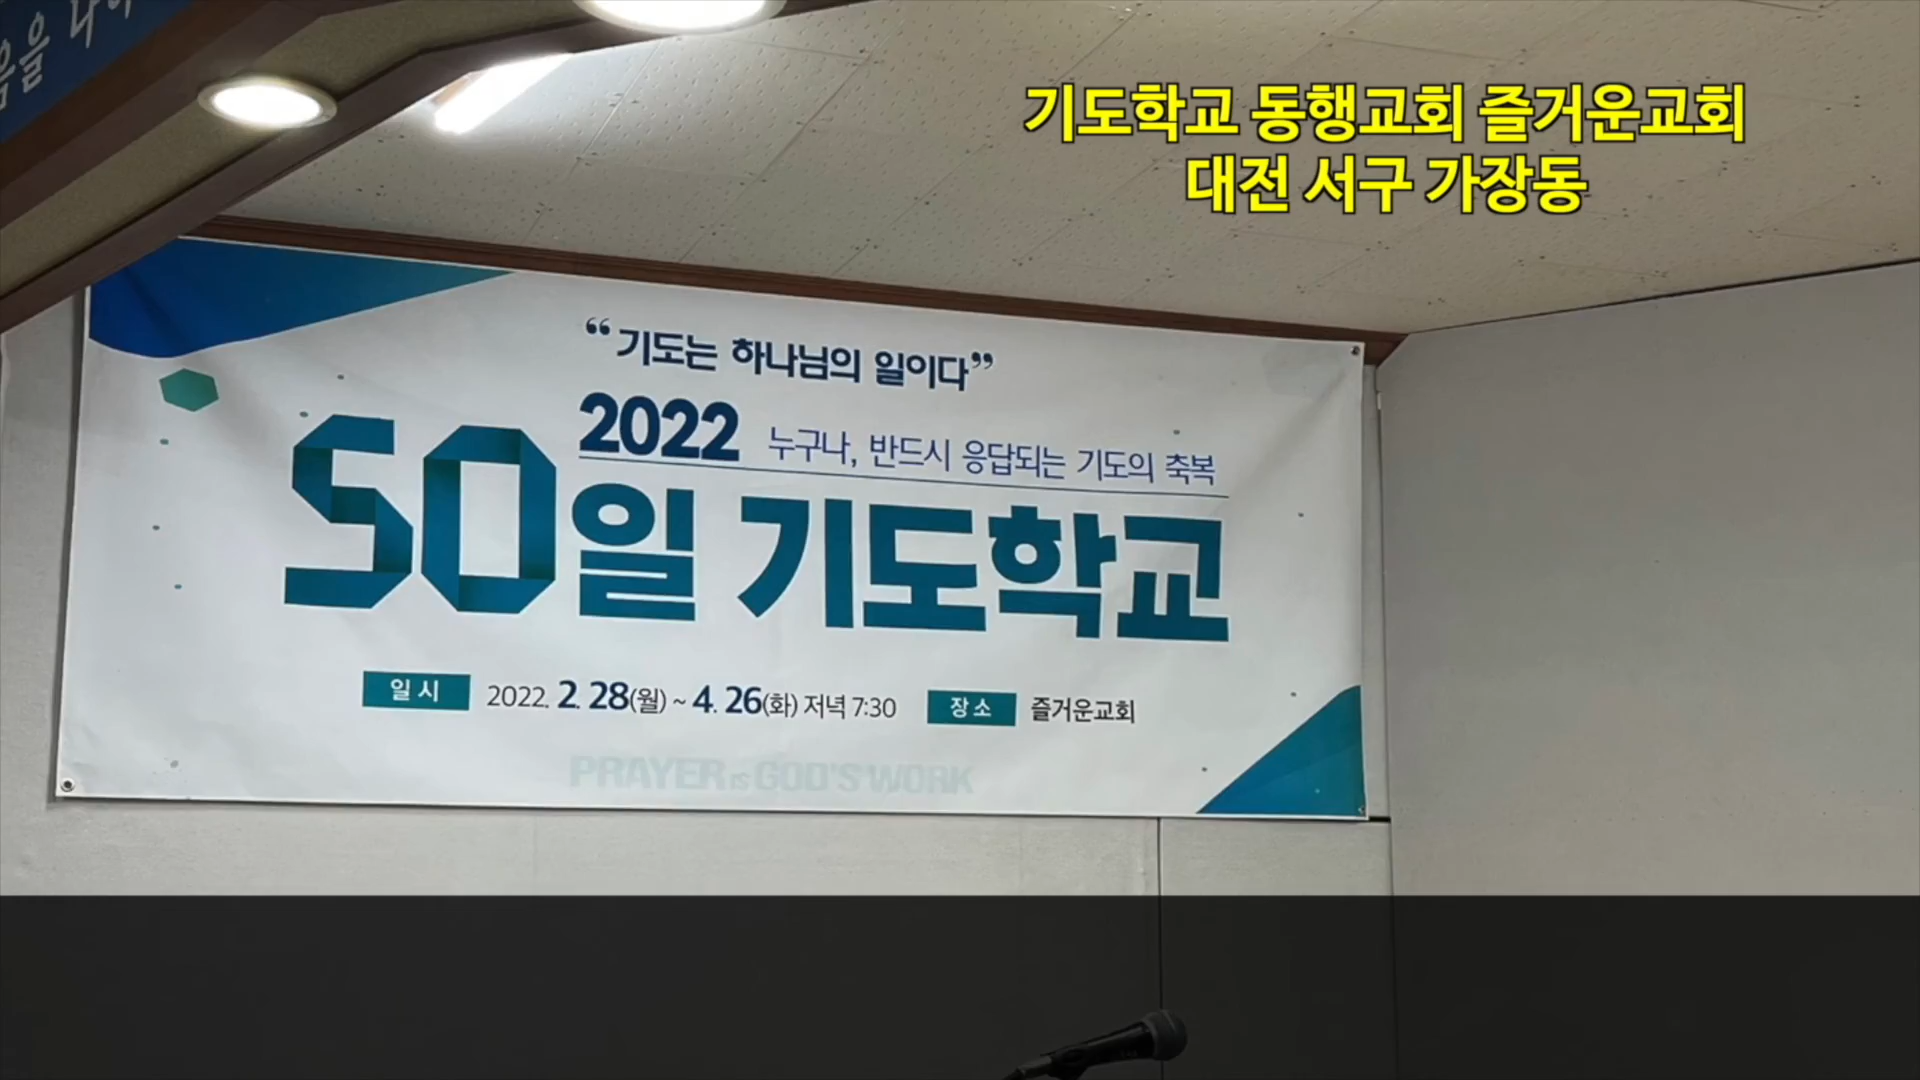 음을 나
기도학교 동행교회 즐거운교회
대전 서구 가장동
“기도는 하나님의 일이다”
2022 누구나, 반드시 응답되는 기도의 축복
50일 기도학교
일시 2022. 2. 28(월) ~ 4. 26(화) 저녁 7:30 장소 즐거운교회
PRAYER IS GOD'S WORK